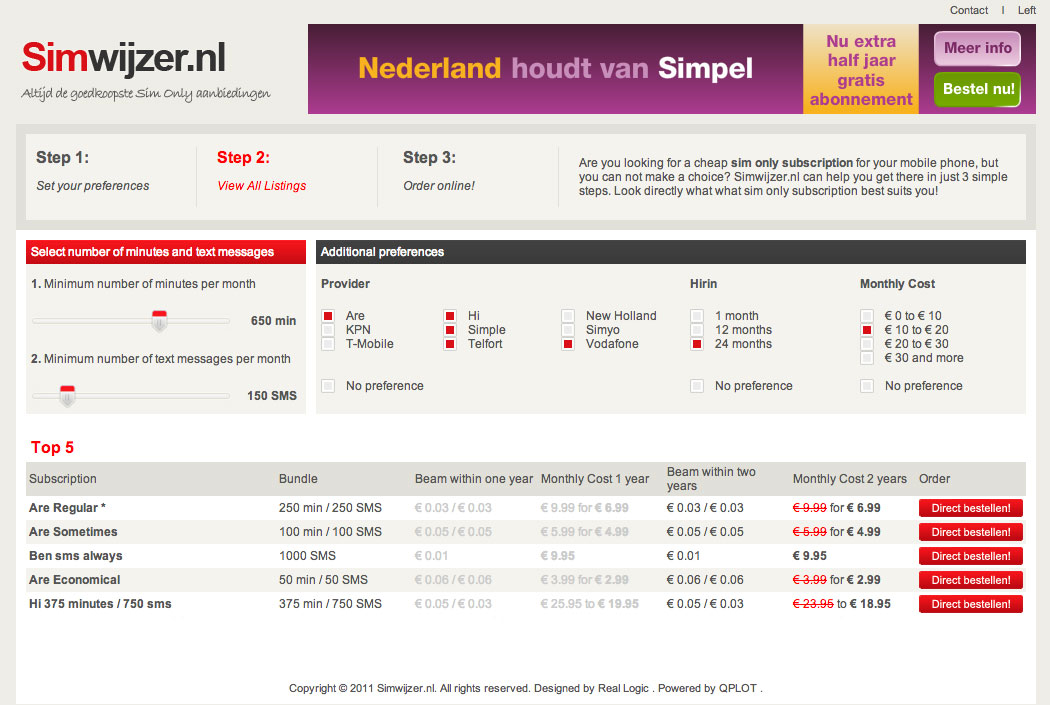 Contact | Left
Simwijzer.nl
Altijd de goedkoopste Sim Only aanbiedingen
Nederland houdt van Simpel
Nu extra
half jaar
gratis
abonnement
Meer info
Bestel nu!
Step 1:
Set your preferences
Step 2:
View All Listings
Step 3:
Order online!
Are you looking for a cheap sim only subscription for your mobile phone, but
you can not make a choice? Simwijzer.nl can help you get there in just 3 simple
steps. Look directly what what sim only subscription best suits you!
Select number of minutes and text messages
1. Minimum number of minutes per month
650 min
2. Minimum number of text messages per month
150 SMS
Additional preferences
Provider
Are Hi New Holland
KPN Simple Simyo
T-Mobile Telfort Vodafone
No preference
Hirin
1 month
12 months
24 months
No preference
Monthly Cost
€ 0 to € 10
€ 10 to € 20
€ 20 to € 30
€ 30 and more
No preference
Top 5
Subscription Bundle Beam within one year Monthly Cost 1 year Beam within two years Monthly Cost 2 years Order
Are Regular * 250 min / 250 SMS € 0.03 / € 0.03 € 9.99 for € 6.99 € 0.03 / € 0.03 € 9.99 for € 6.99 Direct bestellen!
Are Sometimes 100 min / 100 SMS € 0.05 / € 0.05 € 5.99 for € 4.99 € 0.05 / € 0.05 € 5.99 for € 4.99 Direct bestellen!
Ben sms always 1000 SMS € 0.01 € 9.95 € 0.01 € 9.95 Direct bestellen!
Are Economical 50 min / 50 SMS € 0.06 / € 0.06 € 3.99 for € 2.99 € 0.06 / € 0.06 € 3.99 for € 2.99 Direct bestellen!
Hi 375 minutes / 750 sms 375 min / 750 SMS € 0.05 / € 0.03 € 25.95 to € 19.95 € 0.05 / € 0.03 € 23.95 to € 18.95 Direct bestellen!
Copyright © 2011 Simwijzer.nl. All rights reserved. Designed by Real Logic . Powered by QPLOT .